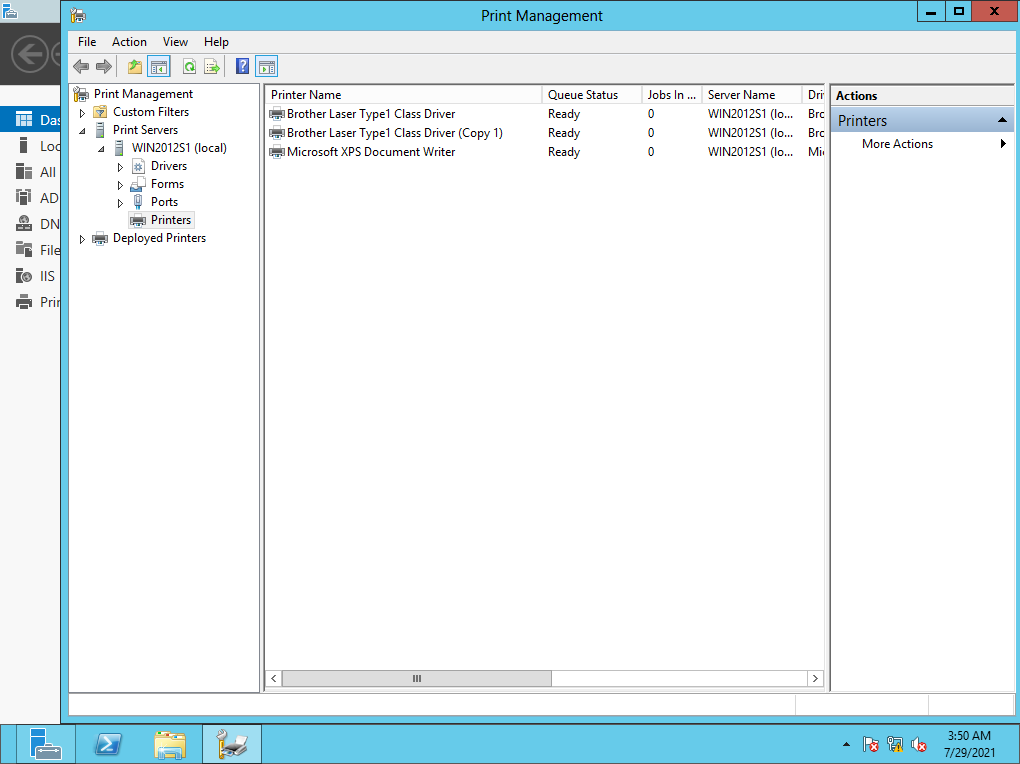 Print Management
File Action View Help
Print Management
Custom Filters
Print Servers
WIN2012S1 (local)
Drivers
Forms
Ports
Printers
Deployed Printers
Printer Name Queue Status Jobs In ... Server Name Dri
Brother Laser Type1 Class Driver Ready 0 WIN2012S1 (lo... Bro
Brother Laser Type1 Class Driver (Copy 1) Ready 0 WIN2012S1 (lo... Bro
Microsoft XPS Document Writer Ready 0 WIN2012S1 (lo... Mi
Actions
Printers
More Actions
Das
Loc
All
AD
DN
File
IIS
Prin
3:50 AM
7/29/2021